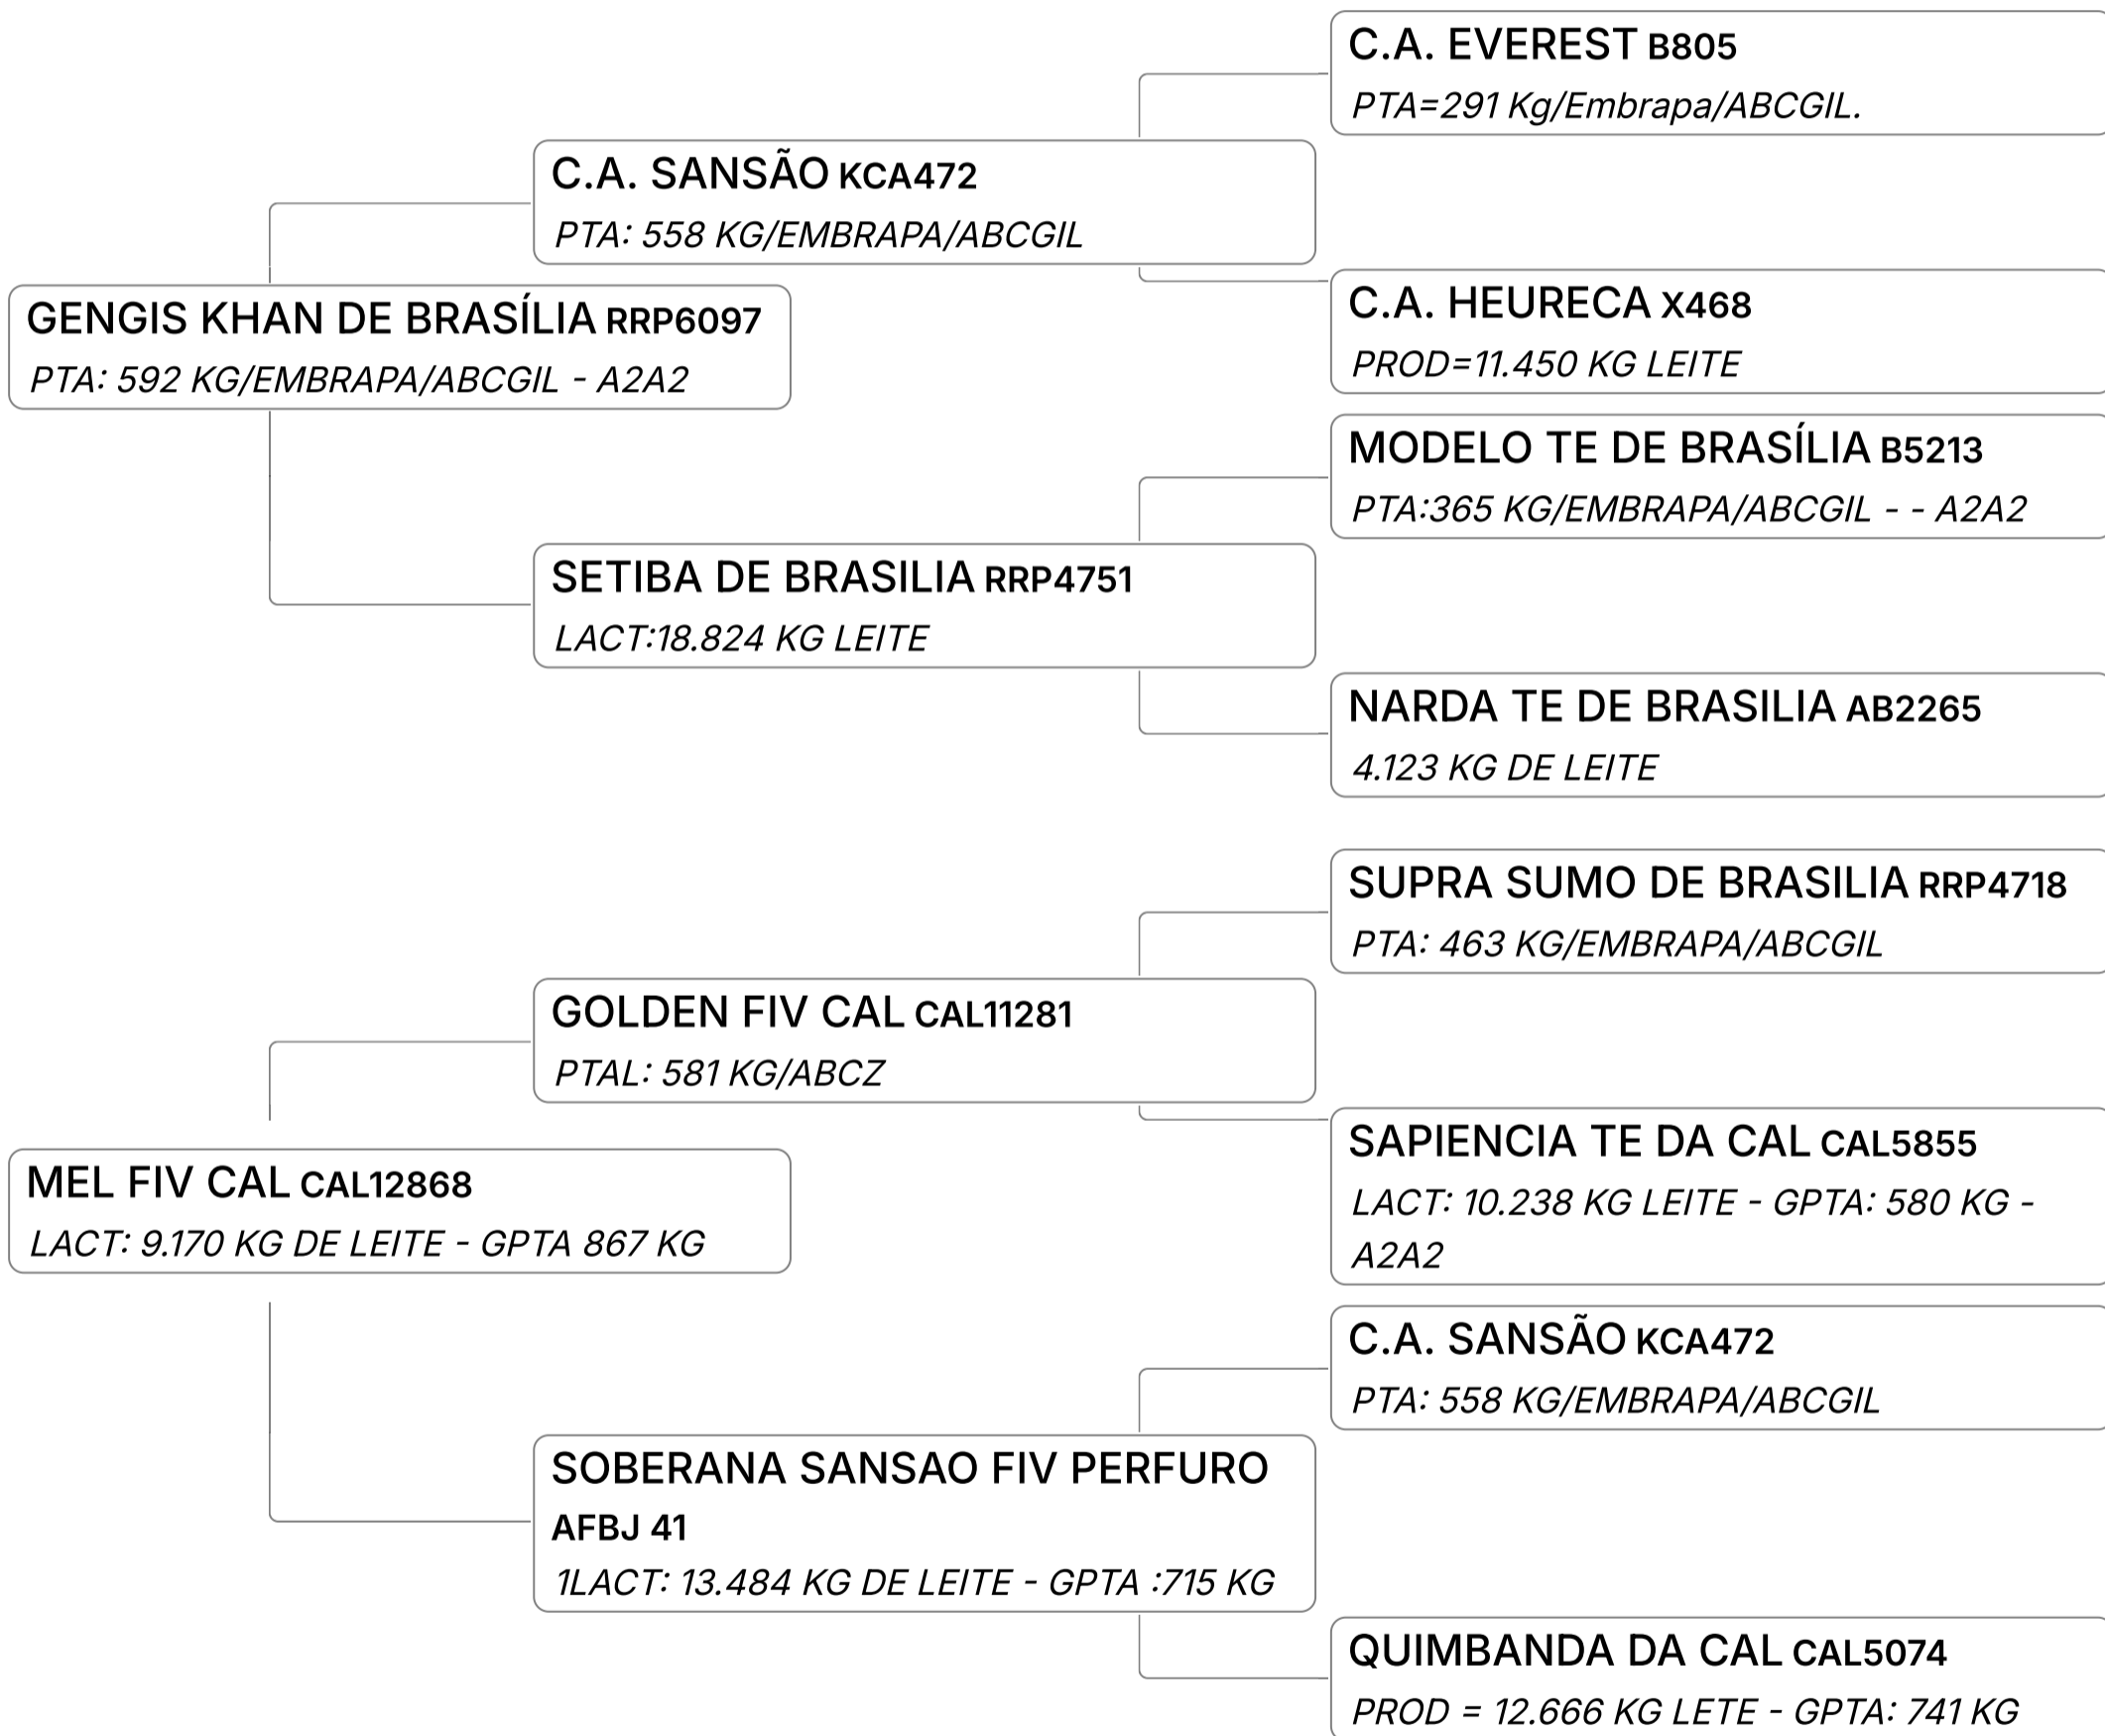 C.A. EVEREST B805
PTA=291 Kg/Embrapa/ABCGIL.
C.A. SANSÃO KCA472
PTA: 558 KG/EMBRAPA/ABCGIL
C.A. HEURECA X468
PROD=11.450 KG LEITE
GENGIS KHAN DE BRASÍLIA RRP6097
PTA: 592 KG/EMBRAPA/ABCGIL - A2A2
MODELO TE DE BRASÍLIA B5213
PTA:365 KG/EMBRAPA/ABCGIL - - A2A2
SETIBA DE BRASILIA RRP4751
LACT:18.824 KG LEITE
NARDA TE DE BRASILIA AB2265
4.123 KG DE LEITE
SUPRA SUMO DE BRASILIA RRP4718
PTA: 463 KG/EMBRAPA/ABCGIL
GOLDEN FIV CAL CAL11281
PTAL: 581 KG/ABCZ
SAPIENCIA TE DA CAL CAL5855
LACT: 10.238 KG LEITE - GPTA: 580 KG -
A2A2
MEL FIV CAL CAL12868
LACT: 9.170 KG DE LEITE - GPTA 867 KG
C.A. SANSÃO KCA472
PTA: 558 KG/EMBRAPA/ABCGIL
SOBERANA SANSAO FIV PERFURO
AFBJ 41
1LACT: 13.484 KG DE LEITE - GPTA :715 KG
QUIMBANDA DA CAL CAL5074
PROD = 12.666 KG LETE - GPTA: 741 KG